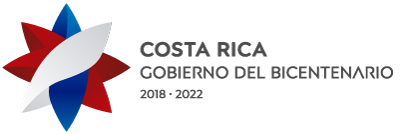 COSTA RICA
GOBIERNO DEL BICENTENARIO
2018 · 2022